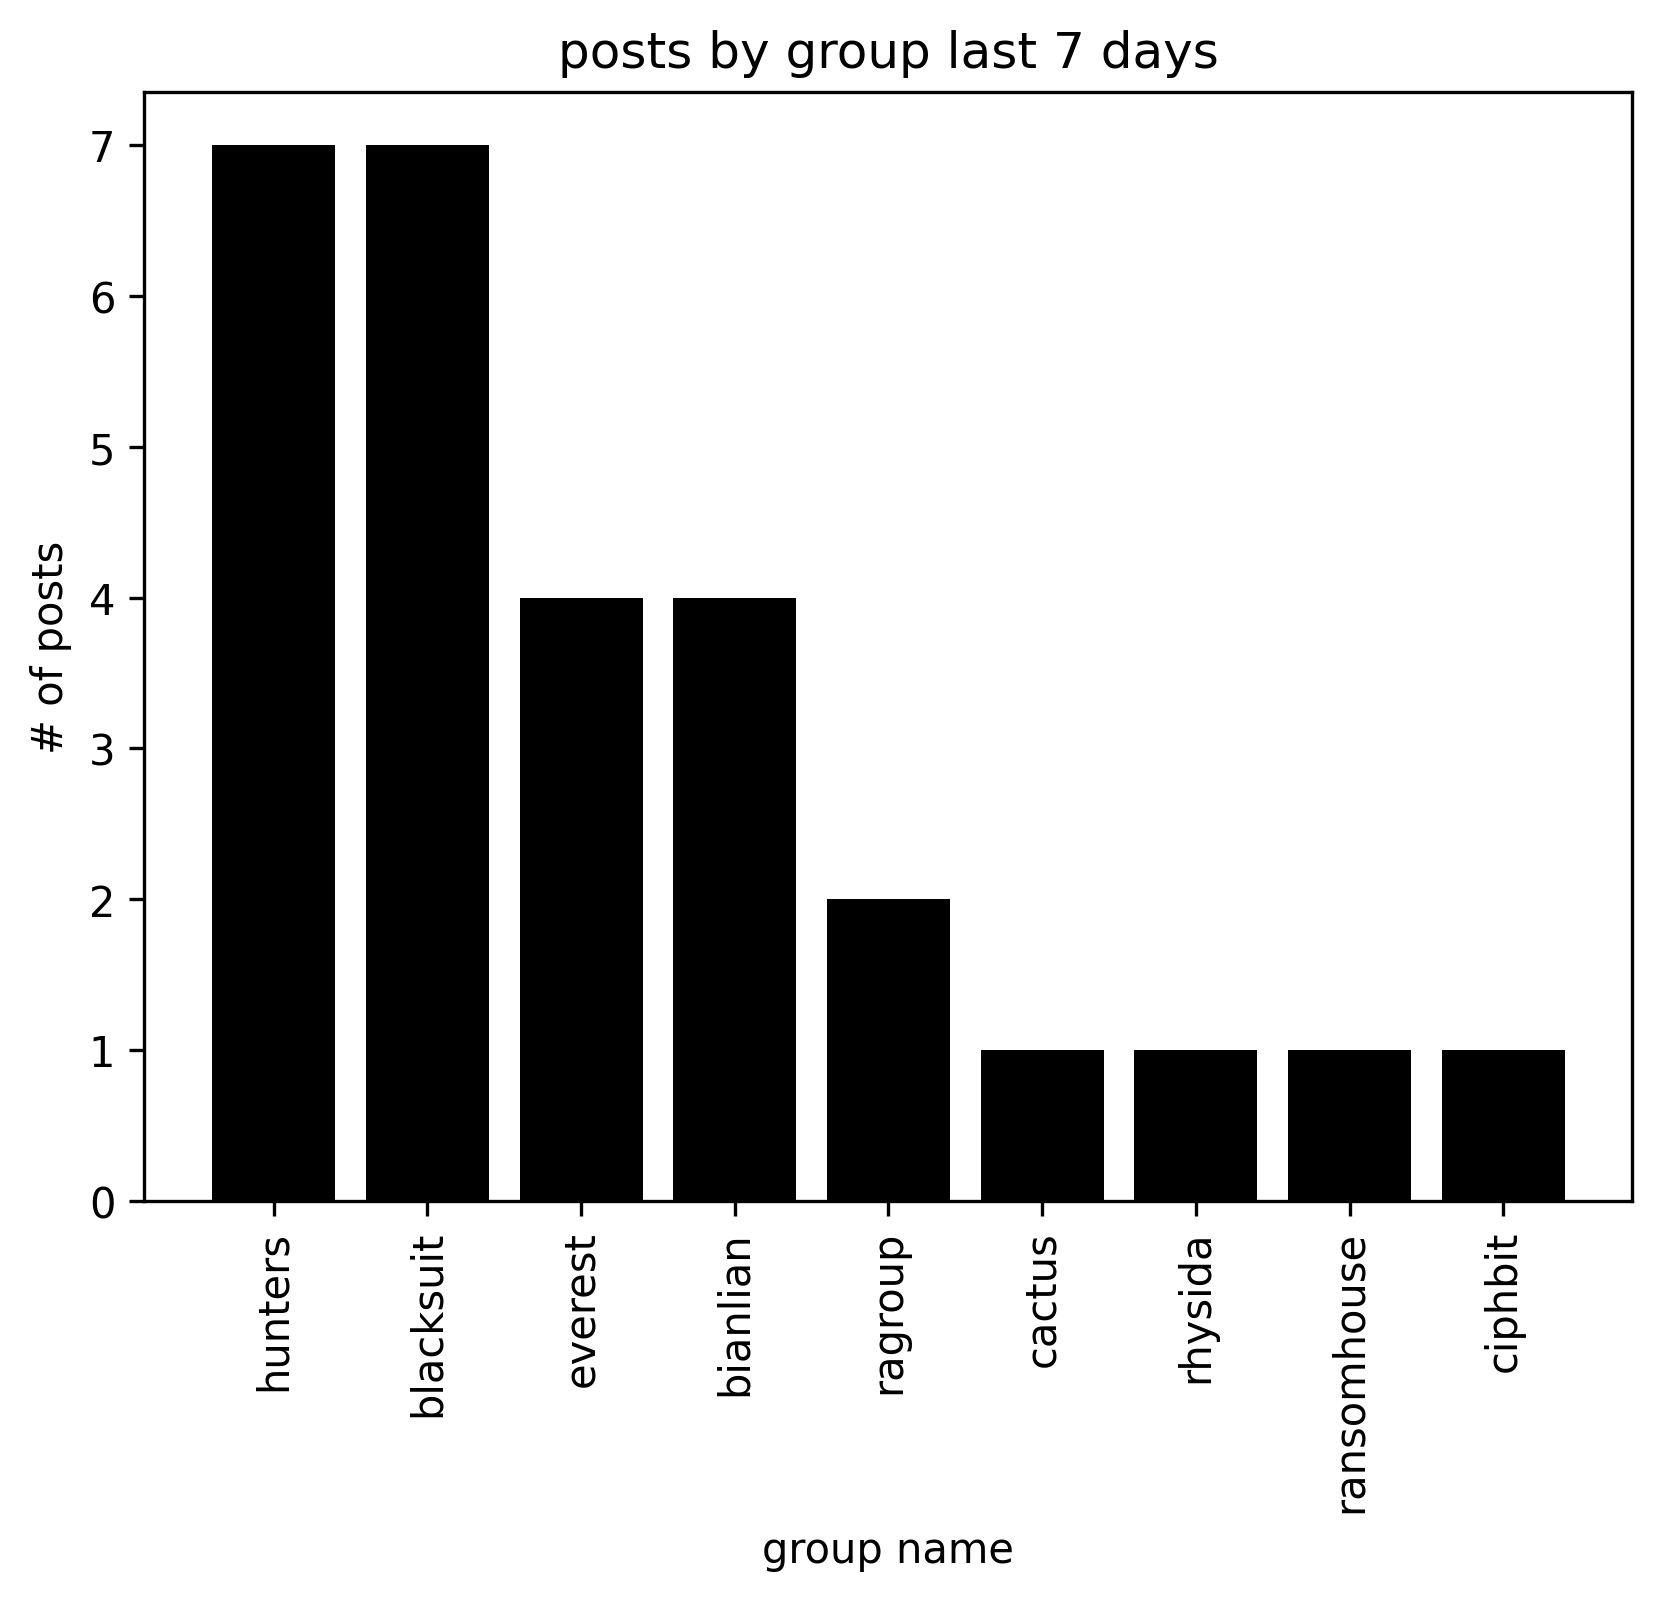 posts by group last 7 days
# of posts
7
6
5
4
3
2
1
0
hunters
blacksuit
everest
bianlian
ragroup
cactus
rhysida
ransomhouse
ciphbit
group name